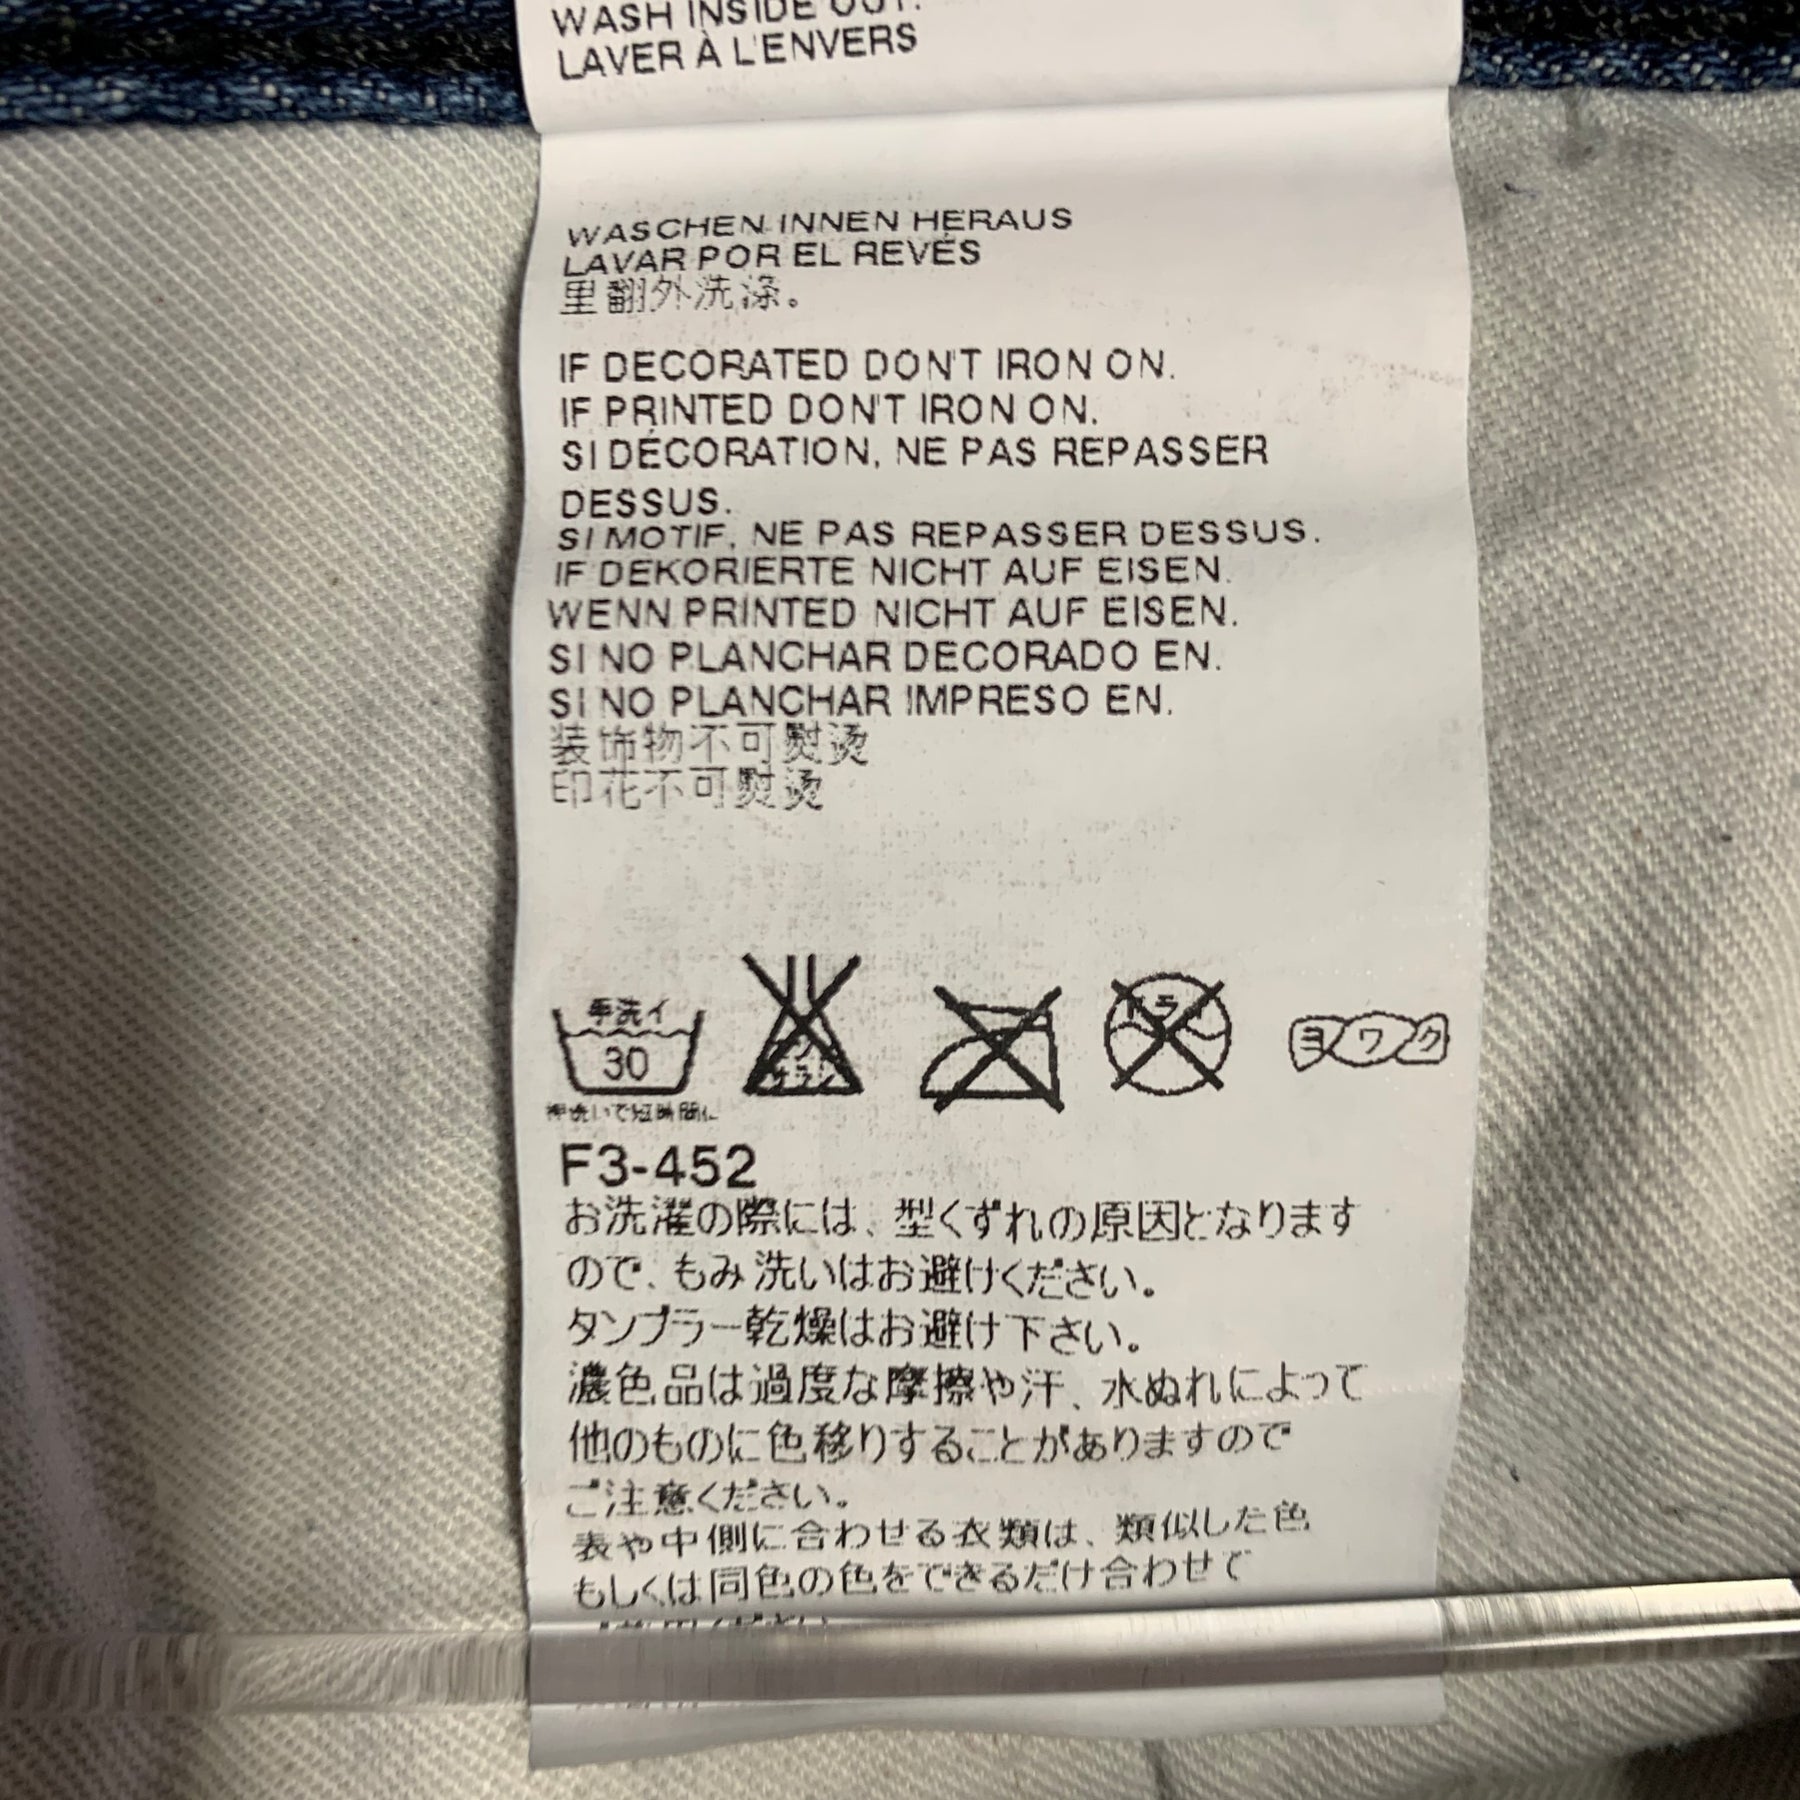 WASH INSIDE OUT.
LAVER À L'ENVERS
WASCHEN INNEN HERAUS
LAVAR POR EL REVÉS
里翻外洗涤。
IF DECORATED DON'T IRON ON.
IF PRINTED DON'T IRON ON.
SI DÉCORATION, NE PAS REPASSER
DESSUS.
SI MOTIF, NE PAS REPASSER DESSUS.
IF DEKORIERTE NICHT AUF EISEN.
WENN PRINTED NICHT AUF EISEN.
SI NO PLANCHAR DECORADO EN.
SI NO PLANCHAR IMPRESO EN.
装饰物不可熨烫
印花不可熨烫
手洗イ
30
ヨワク
押洗いで短時間に
F3-452
お洗濯の際には、型くずれの原因となります
ので、もみ洗いはお避けください。
タンブラー乾燥はお避け下さい。
濃色品は過度な摩擦や汗、水ぬれによって
他のものに色移りすることがありますので
ご注意ください。
表や中側に合わせる衣類は、類似した色
もしくは同色の色をできるだけ合わせて